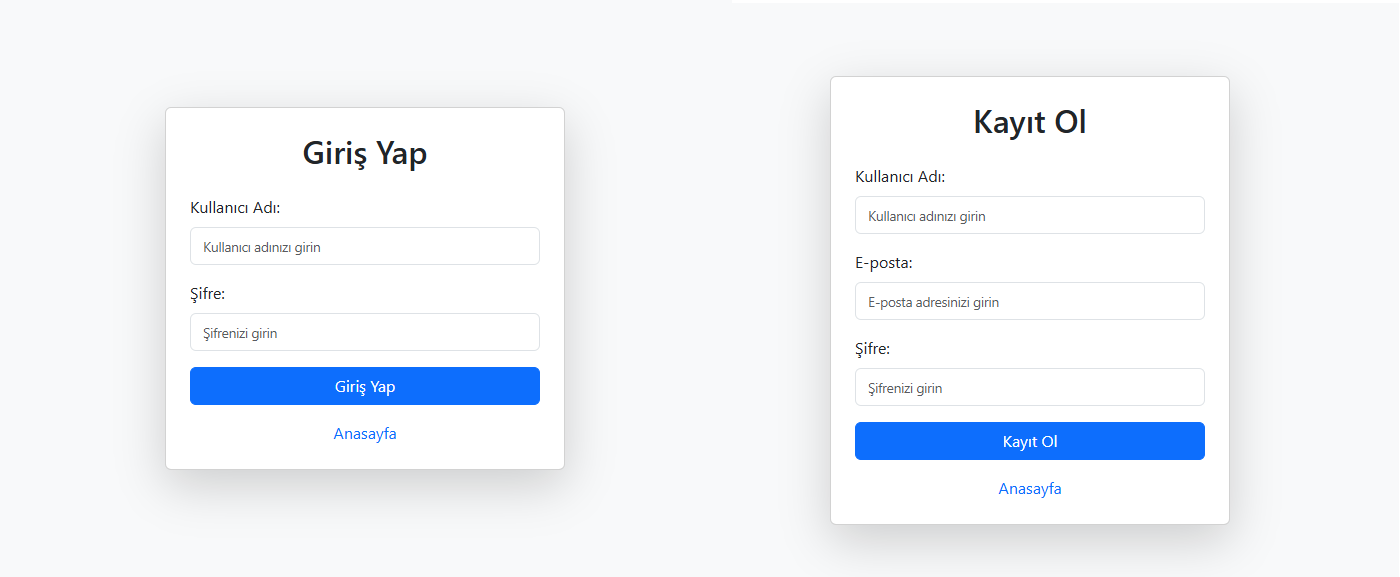 Giriş Yap
Kullanıcı Adı:
Kullanıcı adınızı girin
Şifre:
Şifrenizi girin
Giriş Yap
Anasayfa
Kayıt Ol
Kullanıcı Adı:
Kullanıcı adınızı girin
E-posta:
E-posta adresinizi girin
Şifre:
Şifrenizi girin
Kayıt Ol
Anasayfa